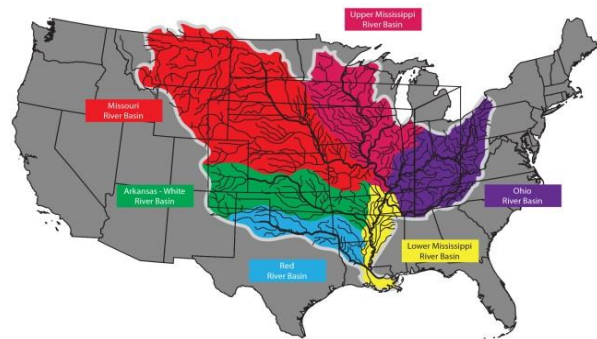 Upper Mississippi
River Basin
Missouri
River Basin
Arkansas - White
River Basin
Ohio
River Basin
Lower Mississippi
River Basin
Red
River Basin